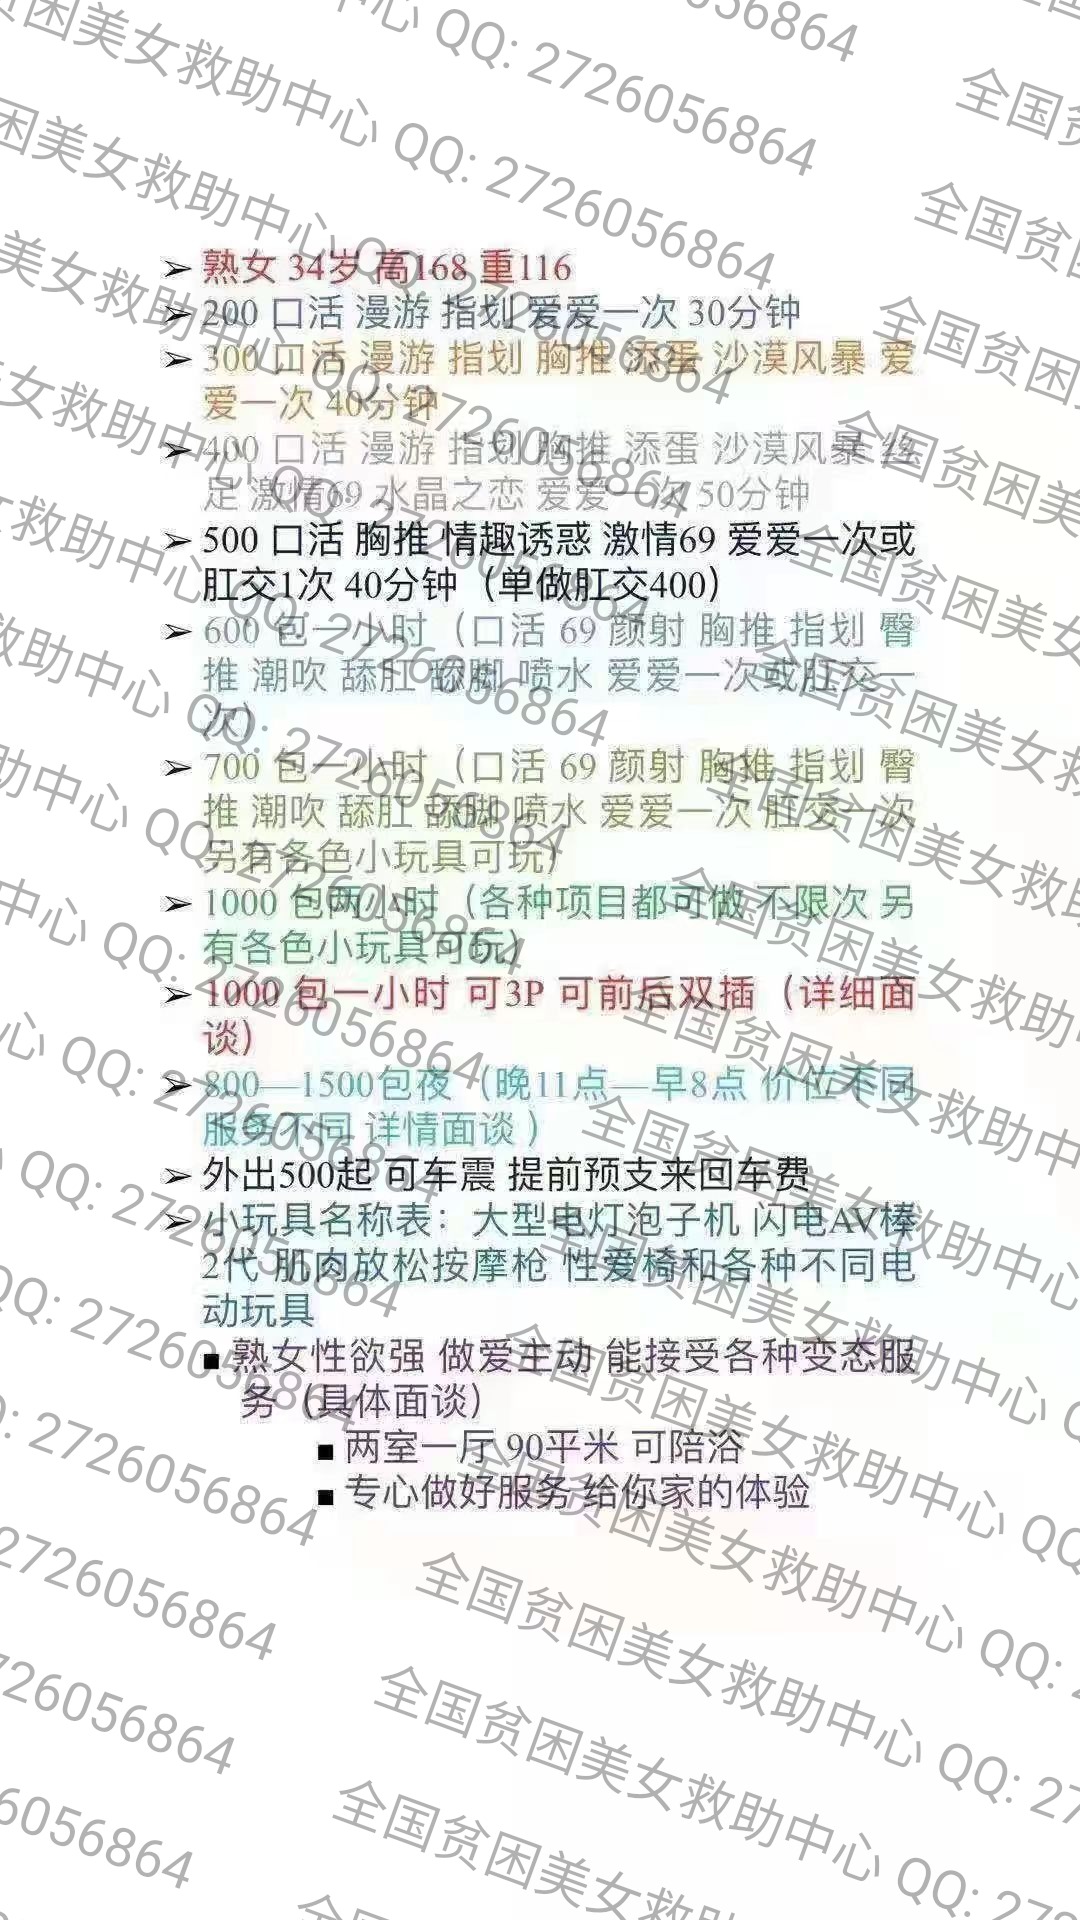 ➢ 熟女 34岁 高168 重116
➢ 200 口活 漫游 指划 爱爱一次 30分钟
➢ 300 口活 漫游 指划 胸推 添蛋 沙漠风暴 爱
爱一次 40分钟
➢ 400 口活 漫游 指划 胸推 添蛋 沙漠风暴 丝
足 激情69 水晶之恋 爱爱一次 50分钟
➢ 500 口活 胸推 情趣诱惑 激情69 爱爱一次或
肛交1次 40分钟（单做肛交400）
➢ 600 包一小时（口活 69 颜射 胸推 指划 臀
推 潮吹 舔肛 舔脚 喷水 爱爱一次或肛交一
次）
➢ 700 包一小时（口活 69 颜射 胸推 指划 臀
推 潮吹 舔肛 舔脚 喷水 爱爱一次 肛交一次
另有各色小玩具可玩）
➢ 1000 包两小时（各种项目都可做 不限次 另
有各色小玩具可玩）
➢ 1000 包一小时 可3P 可前后双插（详细面
谈）
➢ 800—1500包夜（晚11点—早8点 价位不同
服务不同 详情面谈 ）
➢ 外出500起 可车震 提前预支来回车费
➢ 小玩具名称表：大型电灯泡子机 闪电AV棒
2代 肌肉放松按摩枪 性爱椅和各种不同电
动玩具
■ 熟女性欲强 做爱主动 能接受各种变态服
务（具体面谈）
■ 两室一厅 90平米 可陪浴
■ 专心做好服务 给你家的体验
全国贫困美女救助中心 QQ: 2726056864